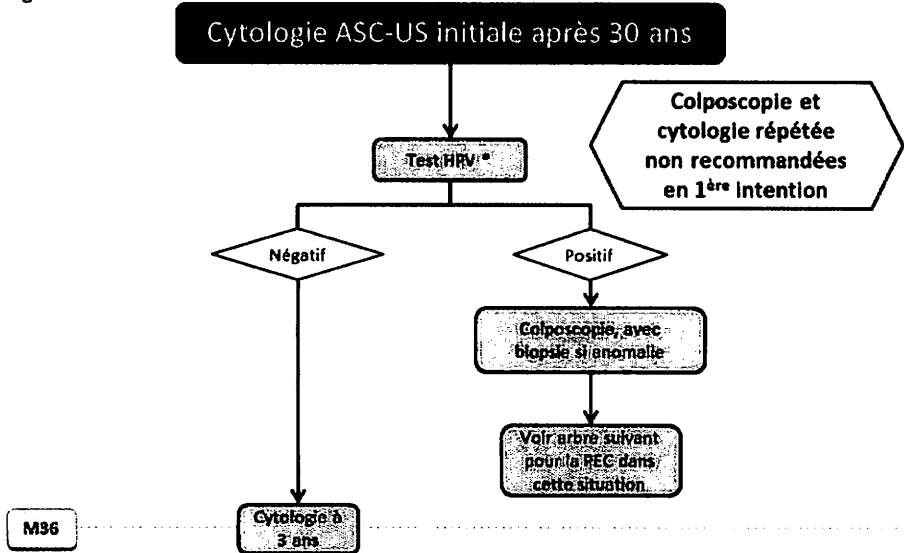 Cytologie ASC-US initiale après 30 ans
Colposcopie et
cytologie répétée
non recommandées
en 1ère intention
Test HPV *
Négatif
Positif
Colposcopie, avec
biopsie si anomalie
Voir arbre suivant
pour la PEC dans
cette situation
M36
Cytologie à
3 ans